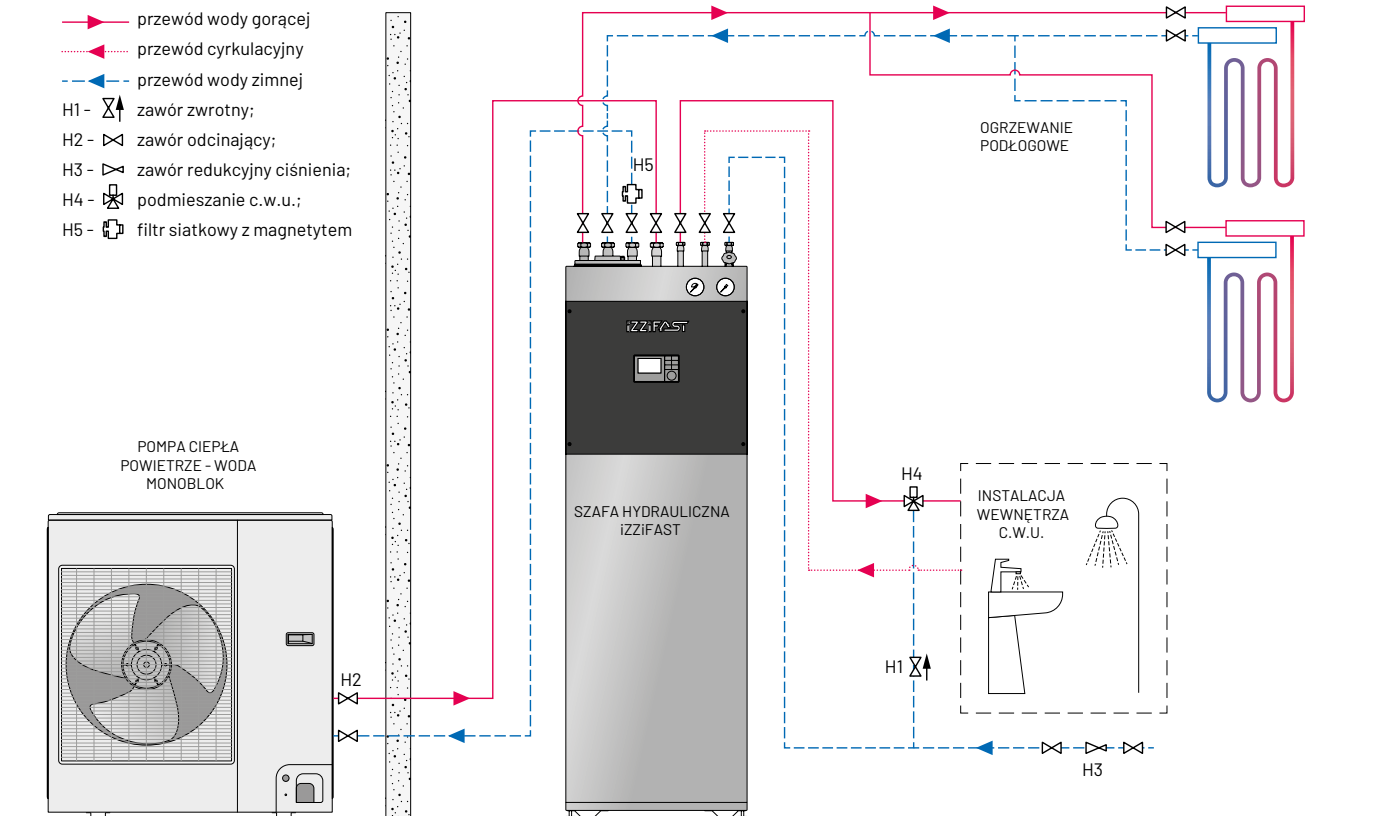 przewód wody gorącej
przewód cyrkulacyjny
przewód wody zimnej
H1 - zawór zwrotny;
H2 - zawór odcinający;
H3 - zawór redukcyjny ciśnienia;
H4 - podmieszanie c.w.u.;
H5 - filtr siatkowy z magnetytem
H5
OGRZEWANIE
PODŁOGOWE
iZZiFAST
POMPA CIEPŁA
POWIETRZE - WODA
MONOBLOK
H2
SZAFA HYDRAULICZNA
iZZiFAST
H4
INSTALACJA
WEWNĘTRZA
C.W.U.
H1
H3